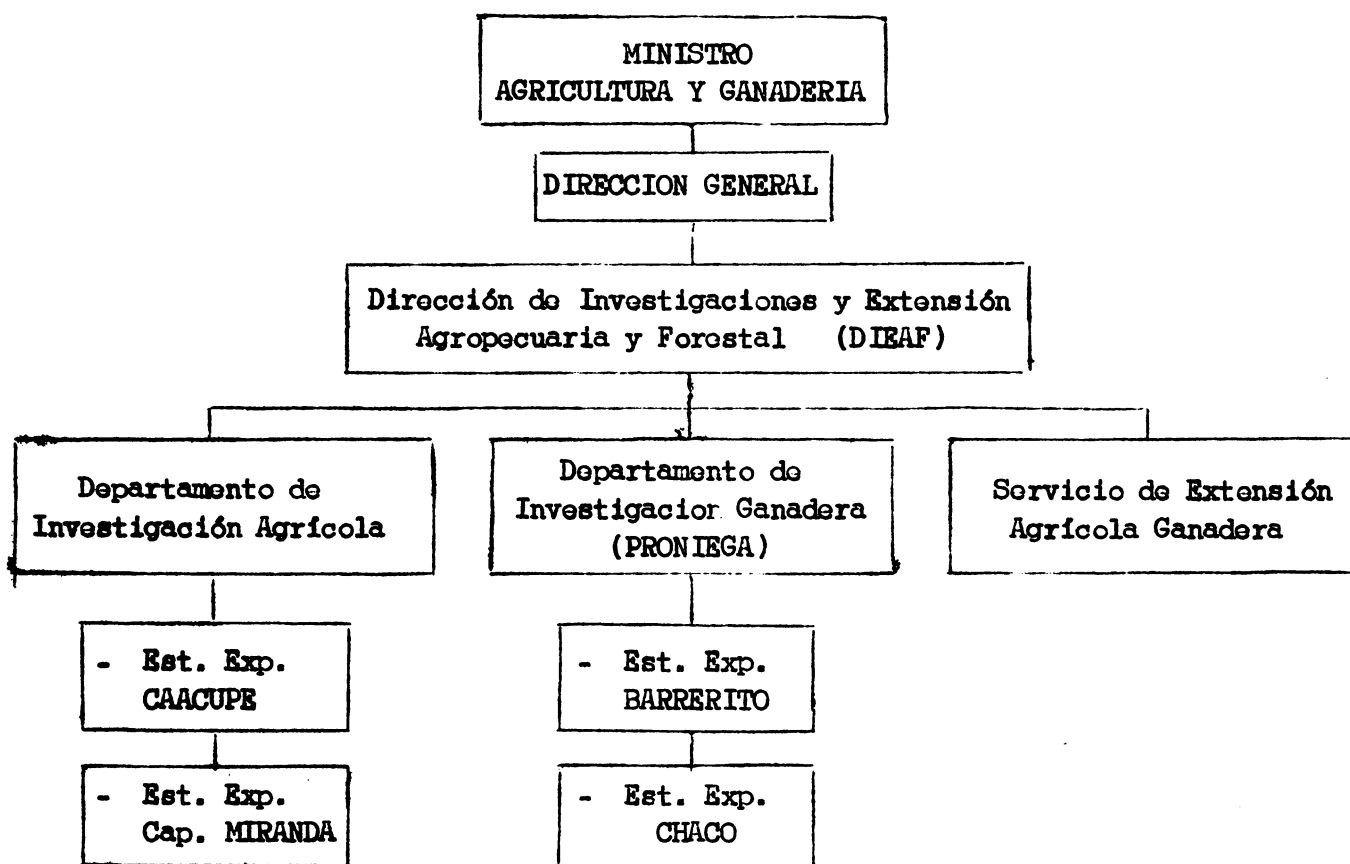 MINISTRO
AGRICULTURA Y GANADERIA
DIRECCION GENERAL
Dirección de Investigaciones y Extensión
Agropecuaria y Forestal (DIEAF)
Departamento de
Investigación Agrícola
Departamento de
Investigacior Ganadera
(PRONIEGA)
Servicio de Extensión
Agrícola Ganadera
- Est. Exp.
CAACUPE
- Est. Exp.
BARRERITO
- Est. Exp.
Cap. MIRANDA
- Est. Exp.
CHACO